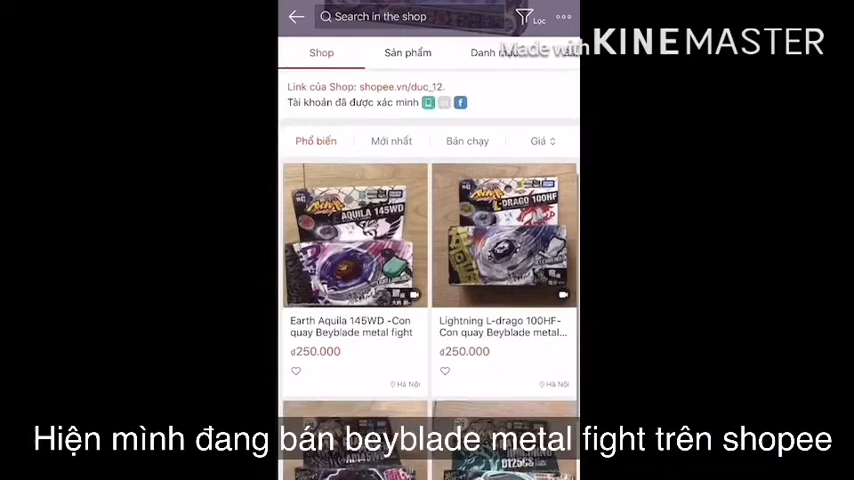 Search in the shop
Lọc
Made with KINEMASTER
Shop
Sản phẩm
Link của Shop: shopee.vn/duc_12.
Tài khoản đã được xác minh
Phổ biến
Mới nhất
Bán chạy
Giá
AQUILA 145WD
L-DRAGO 100HF
Earth Aquila 145WD -Con
quay Beyblade metal fight
Lightning L-drago 100HF-
Con quay Beyblade metal...
₫250.000
₫250.000
Hà Nội
Hà Nội
D125CS
Hiện mình đang bán beyblade metal fight trên shopee